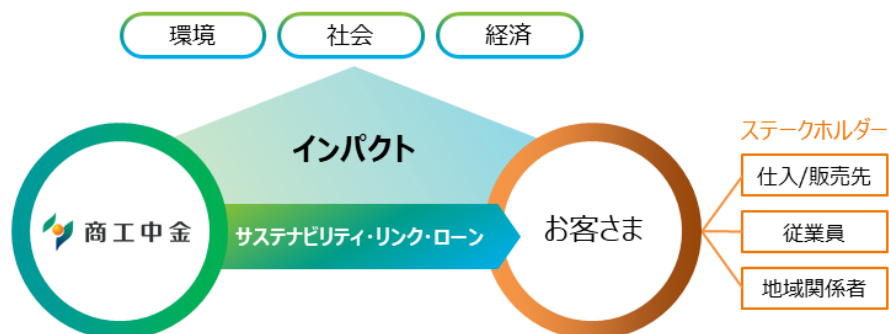 環境
社会
経済
インパクト
ステークホルダー
仕入/販売先
商工中金
サステナビリティ・リンク・ローン
お客さま
従業員
地域関係者